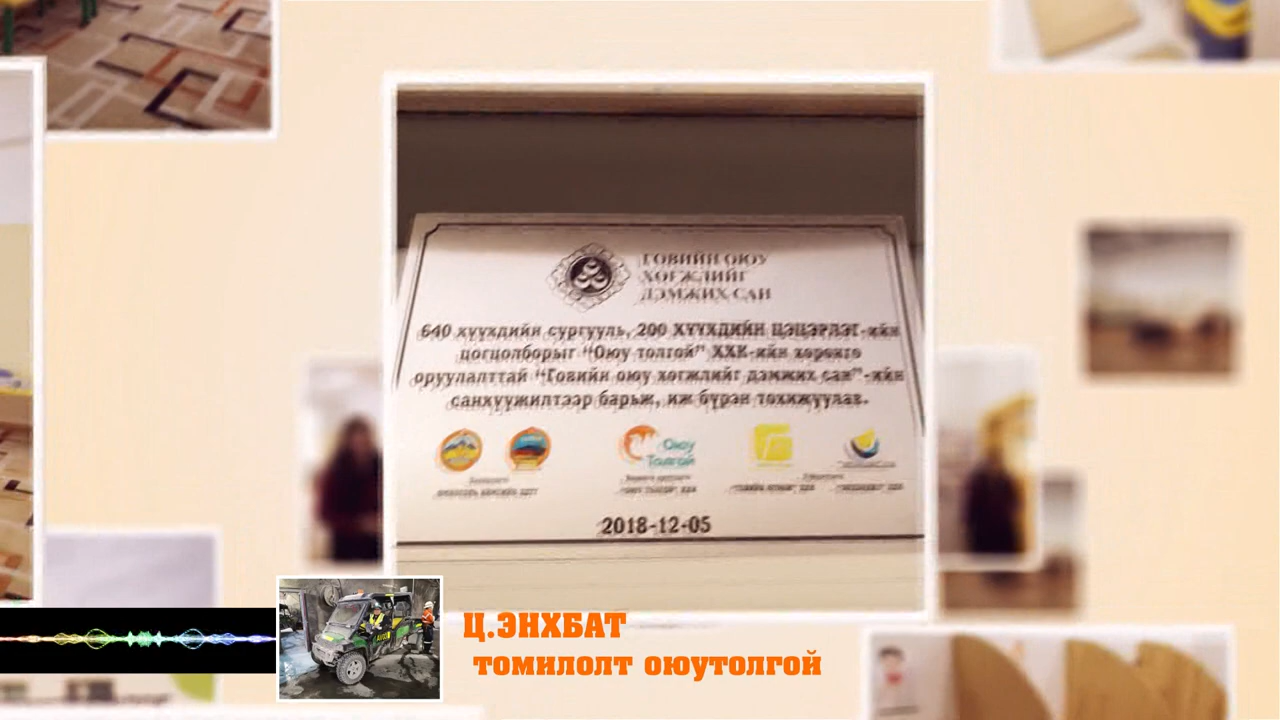 ГОВИЙН ОЮУ
ХӨГЖЛИЙГ
ДЭМЖИХ САН
640 хүүхдийн сургууль, 200 ХҮҮХДИЙН ЦЭЦЭРЛЭГ-ийн
цогцолборыг “Оюу толгой” ХХК-ийн хөрөнгө
оруулалттай “Говийн оюу хөгжлийг дэмжих сан”-ийн
санхүүжилтээр барьж, иж бүрэн тохижуулав.
Оюу
Толгой
2018-12-05
Ц.ЭНХБАТ
томилолт оюутолгой